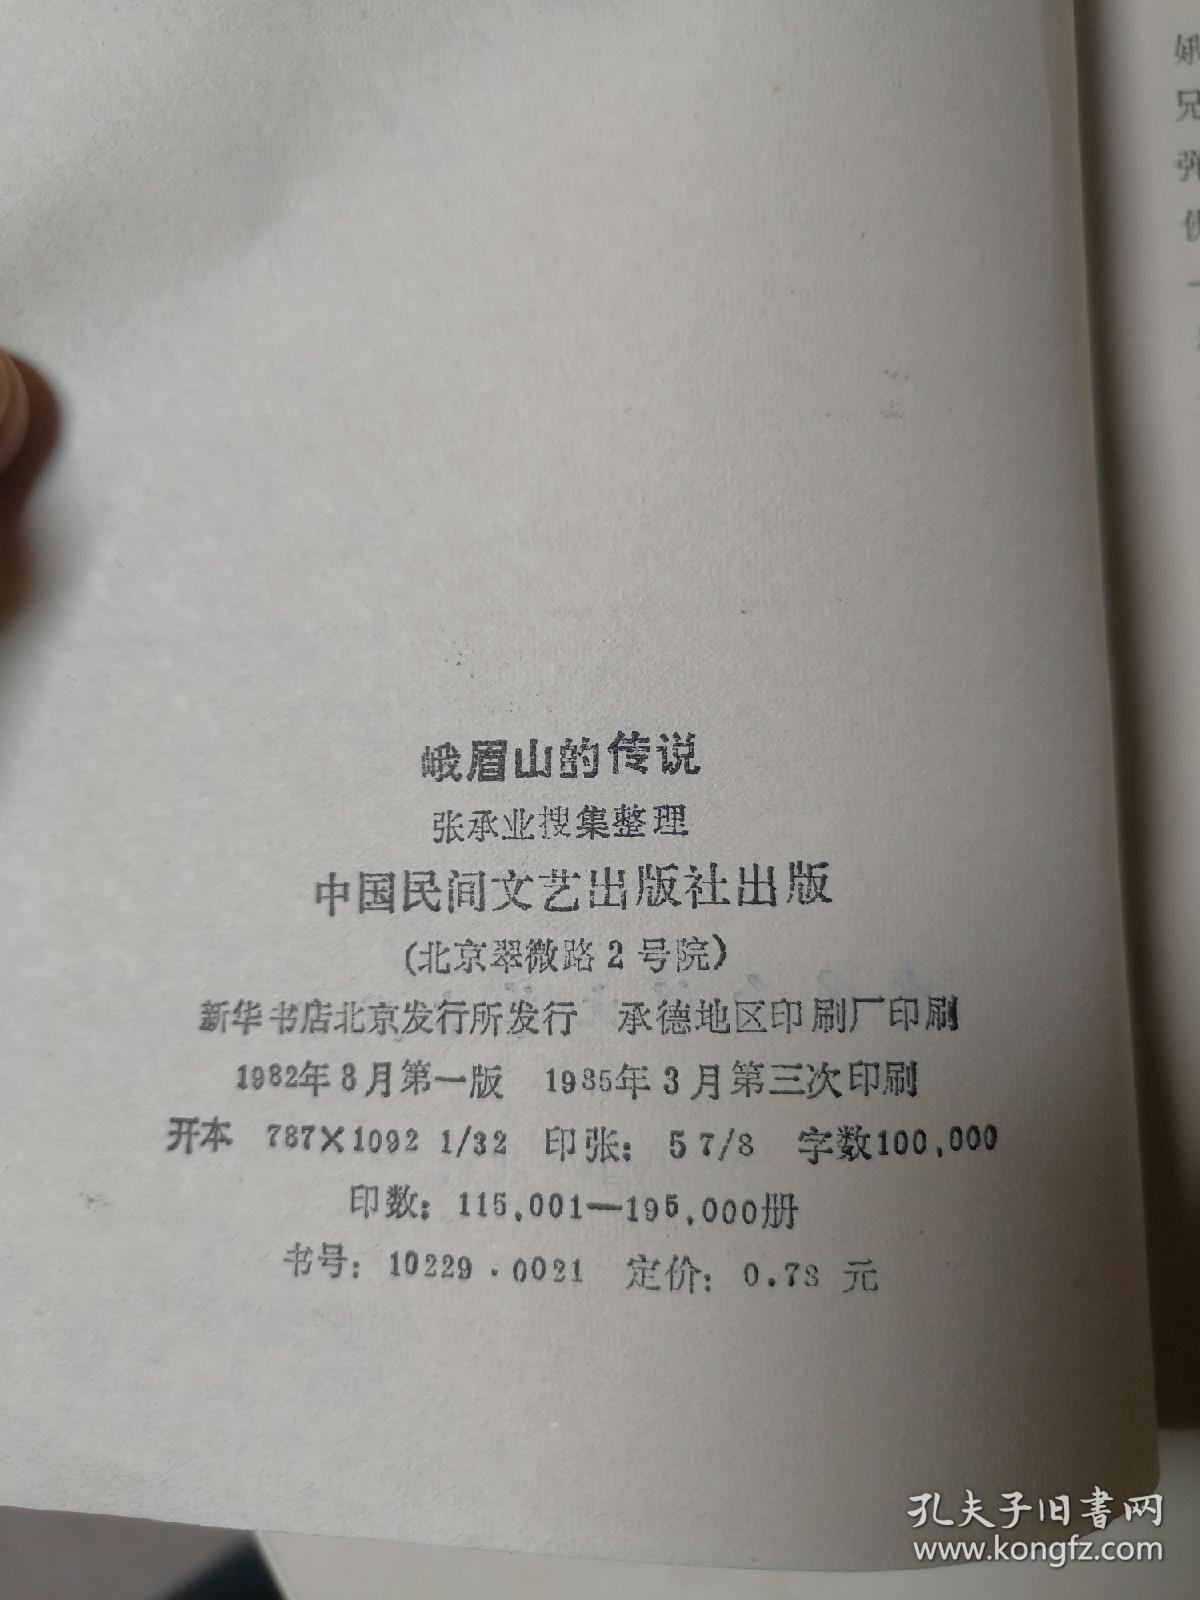 峨眉山的传说
张承业搜集整理
中国民间文艺出版社出版
(北京翠微路2号院)
新华书店北京发行所发行 承德地区印刷厂印刷
1982年8月第一版 1985年3月第三次印刷
开本 787×1092 1/32 印张: 5 7/8 字数100,000
印数: 115,001—195,000册
书号: 10229·0021 定价: 0.78 元
孔夫子旧書网
www.kongfz.com
兄
弹